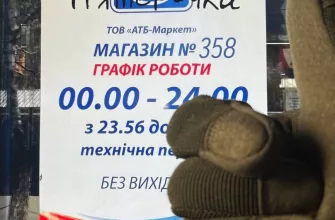 Пятерочка
ТОВ «АТБ-Маркет»
МАГАЗИН № 358
ГРАФІК РОБОТИ
00.00 - 24.00
з 23.56 до
технічна пе
БЕЗ ВИХІД